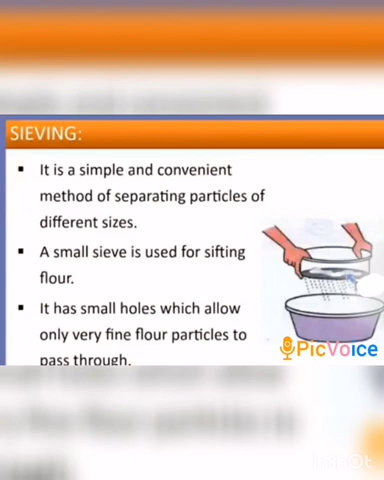 SIEVING:
▪ It is a simple and convenient
method of separating particles of
different sizes.
▪ A small sieve is used for sifting
flour.
▪ It has small holes which allow
only very fine flour particles to
pass through.
PicVoice